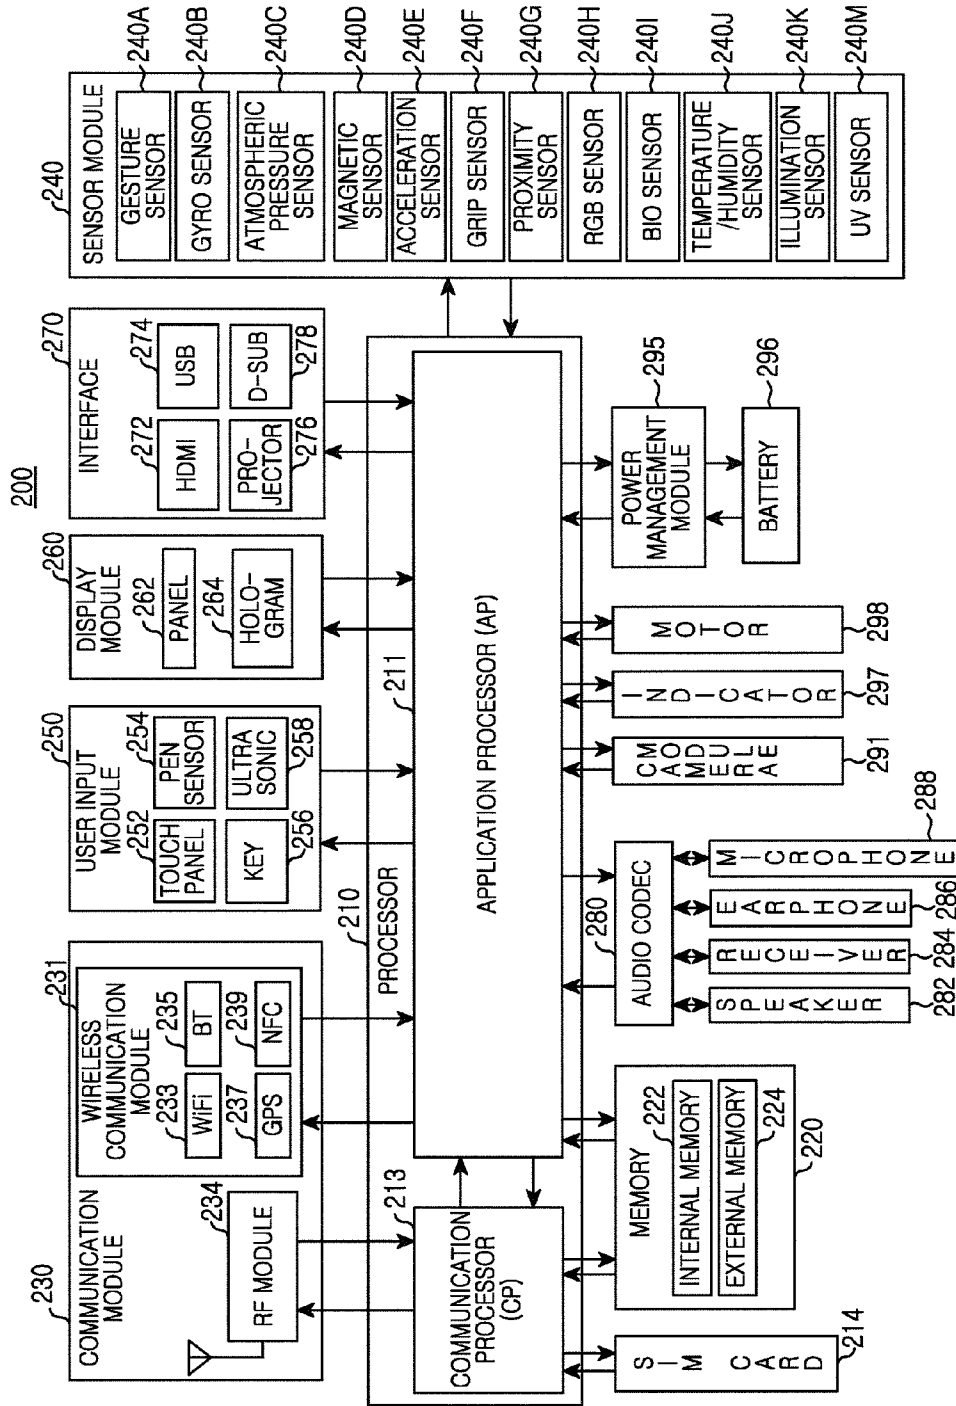 200
230
COMMUNICATION
MODULE
234
RF MODULE
231
WIRELESS
COMMUNICATION
MODULE
233
WiFi
235
BT
237
GPS
239
NFC
250
USER INPUT
MODULE
252
TOUCH
PANEL
254
PEN
SENSOR
KEY
256
ULTRA
SONIC
258
260
DISPLAY
MODULE
262
PANEL
264
HOLO-
GRAM
270
INTERFACE
272
HDMI
274
USB
PRO-
JECTOR
276
D-SUB
278
240
SENSOR MODULE
GESTURE
SENSOR
240A
GYRO SENSOR
240B
ATMOSPHERIC
PRESSURE
SENSOR
240C
MAGNETIC
SENSOR
240D
ACCELERATION
SENSOR
240E
GRIP SENSOR
240F
PROXIMITY
SENSOR
240G
RGB SENSOR
240H
BIO SENSOR
240I
TEMPERATURE
/HUMIDITY
SENSOR
240J
ILLUMINATION
SENSOR
240K
UV SENSOR
240M
210
PROCESSOR
211
APPLICATION PROCESSOR (AP)
213
COMMUNICATION
PROCESSOR
(CP)
SIM CARD
214
MEMORY
222
INTERNAL MEMORY
EXTERNAL MEMORY
224
220
280
AUDIO CODEC
SPEAKER
282
RECEIVER
284
EARPHONE
286
MICROPHONE
288
CAMERA
MODULE
291
INDICATOR
297
MOTOR
298
POWER
MANAGEMENT
MODULE
295
BATTERY
296